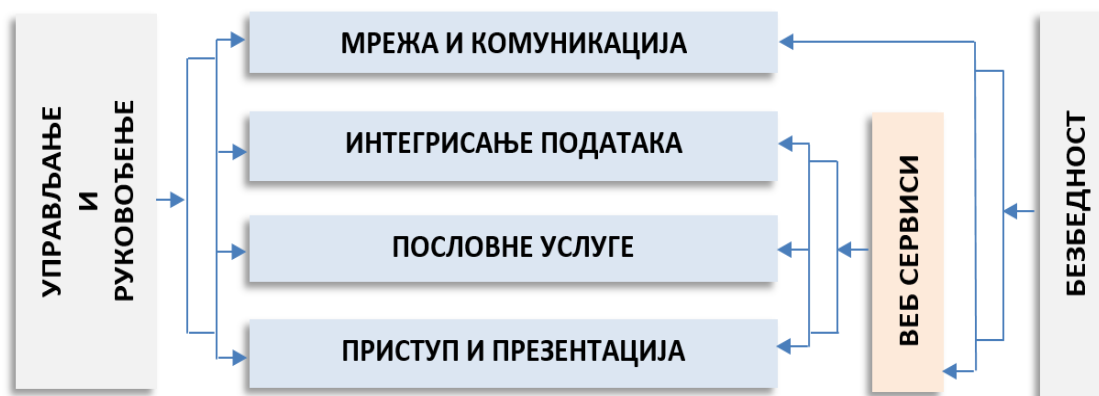 УПРАВЉАЊЕ
И
РУКОВОЂЕЊЕ
МРЕЖА И КОМУНИКАЦИЈА
ИНТЕГРИСАЊЕ ПОДАТАКА
ПОСЛОВНЕ УСЛУГЕ
ПРИСТУП И ПРЕЗЕНТАЦИЈА
ВЕБ СЕРВИСИ
БЕЗБЕДНОСТ